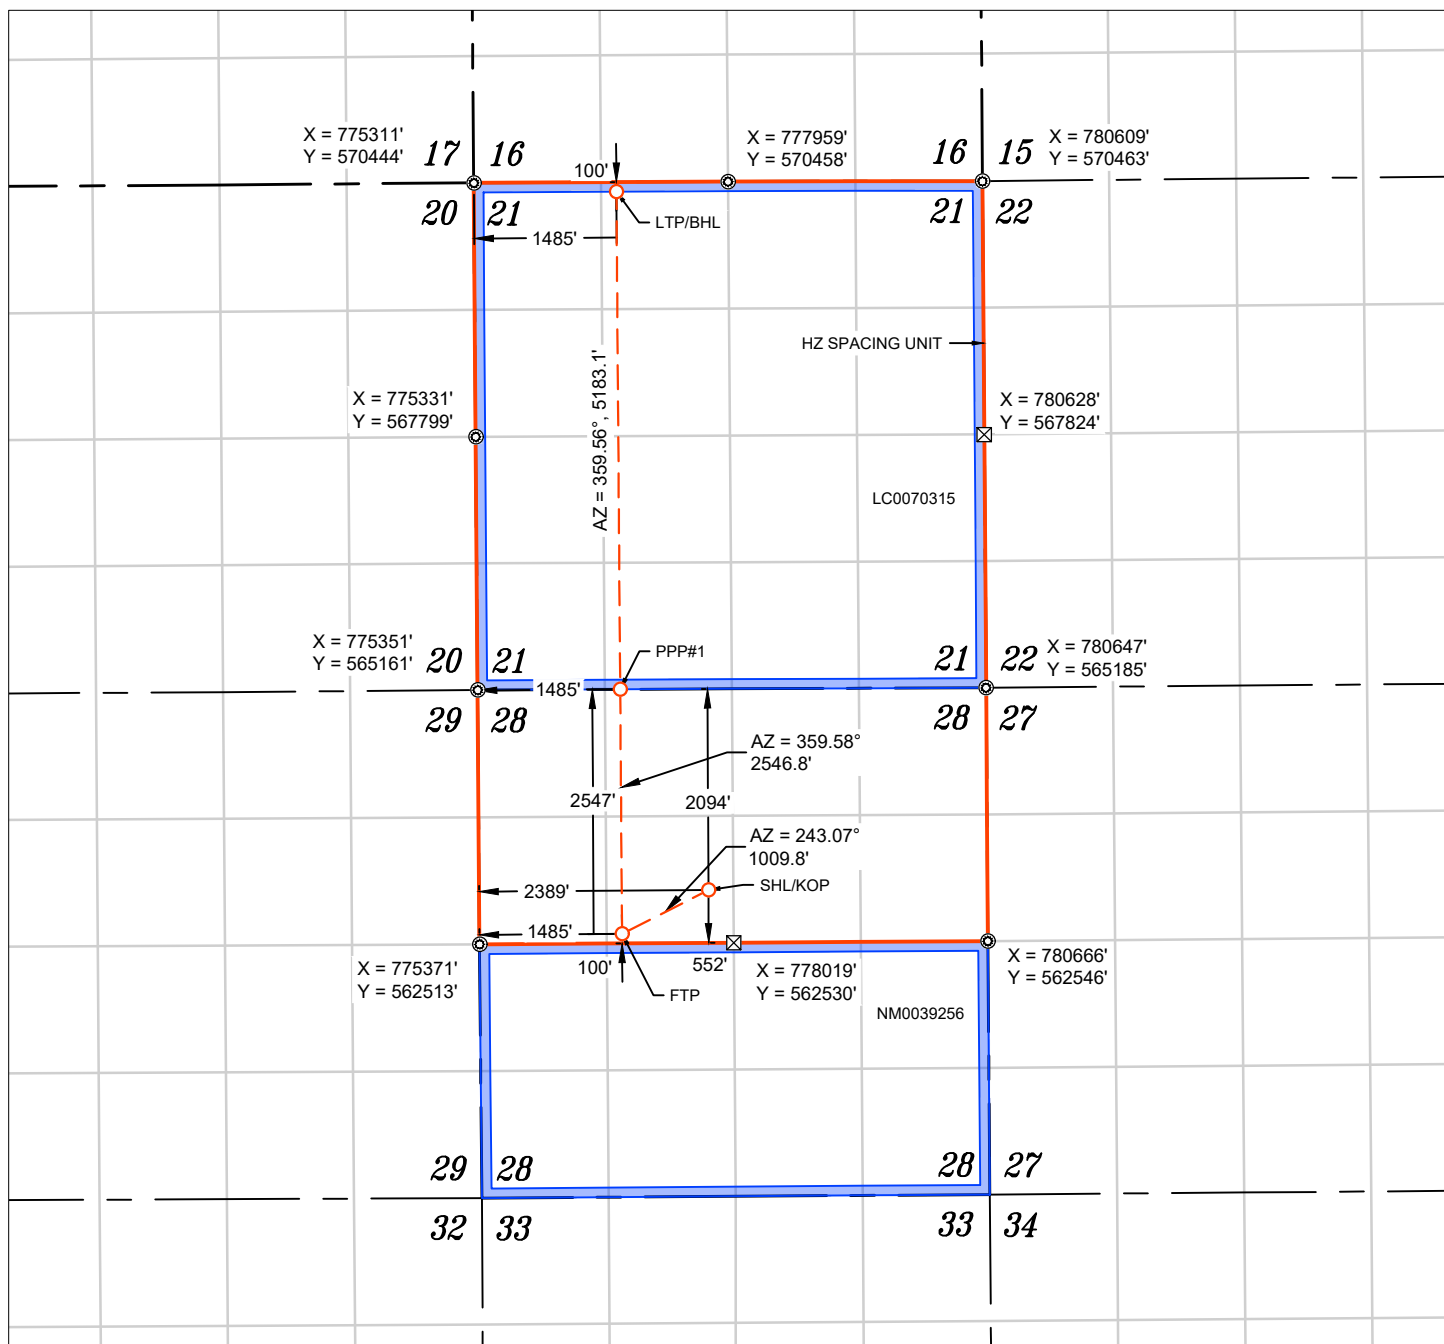 X = 775311'
Y = 570444'
17 16
X = 777959'
Y = 570458'
16 15
X = 780609'
Y = 570463'
100'
20 21
LTP/BHL
21 22
1485'
HZ SPACING UNIT
AZ = 359.56°, 5183.1'
X = 775331'
Y = 567799'
X = 780628'
Y = 567824'
LC0070315
X = 775351'
Y = 565161'
20 21
PPP#1
21 22
X = 780647'
Y = 565185'
1485'
29 28
28 27
AZ = 359.58°
2546.8'
2547'
2094'
AZ = 243.07°
1009.8'
SHL/KOP
2389'
1485'
100'
552'
X = 775371'
Y = 562513'
FTP
X = 778019'
Y = 562530'
X = 780666'
Y = 562546'
NM0039256
29 28
28 27
32 33
33 34